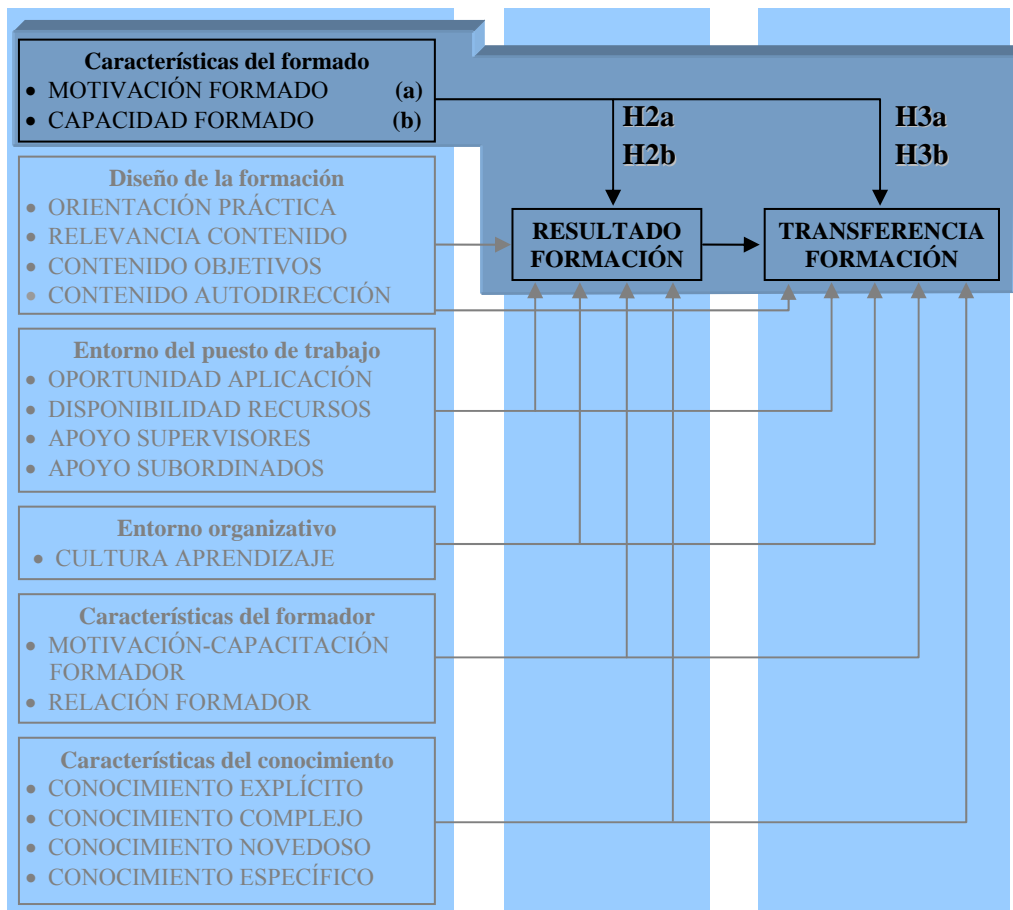 Características del formado
• MOTIVACIÓN FORMADO (a)
• CAPACIDAD FORMADO (b)
H2a
H2b
H3a
H3b
Diseño de la formación
• ORIENTACIÓN PRÁCTICA
• RELEVANCIA CONTENIDO
• CONTENIDO OBJETIVOS
• CONTENIDO AUTODIRECCIÓN
RESULTADO
FORMACIÓN
TRANSFERENCIA
FORMACIÓN
Entorno del puesto de trabajo
• OPORTUNIDAD APLICACIÓN
• DISPONIBILIDAD RECURSOS
• APOYO SUPERVISORES
• APOYO SUBORDINADOS
Entorno organizativo
• CULTURA APRENDIZAJE
Características del formador
• MOTIVACIÓN-CAPACITACIÓN
FORMADOR
• RELACIÓN FORMADOR
Características del conocimiento
• CONOCIMIENTO EXPLÍCITO
• CONOCIMIENTO COMPLEJO
• CONOCIMIENTO NOVEDOSO
• CONOCIMIENTO ESPECÍFICO